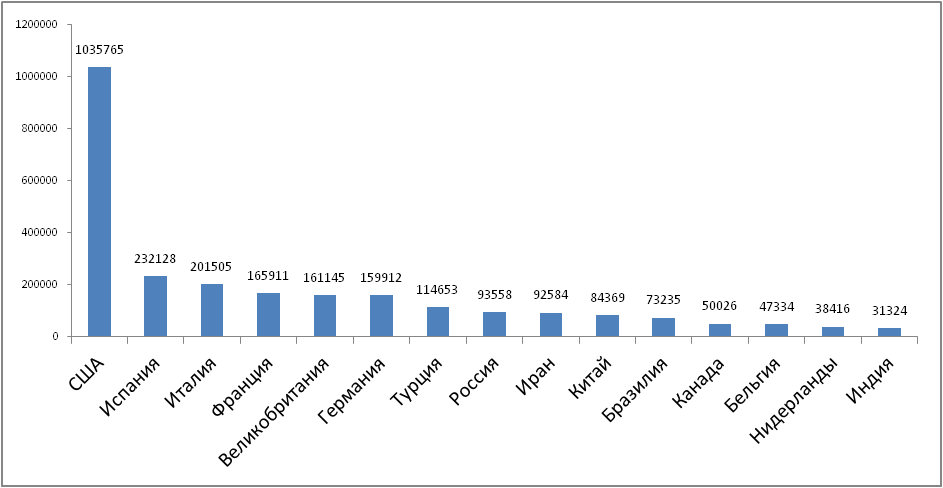 1200000
1000000
800000
600000
400000
200000
0
1035765
232128
201505
165911
161145
159912
114653
93558
92584
84369
73235
50026
47334
38416
31324
США
Испания
Италия
Франция
Великобритания
Германия
Турция
Россия
Иран
Китай
Бразилия
Канада
Бельгия
Нидерланды
Индия